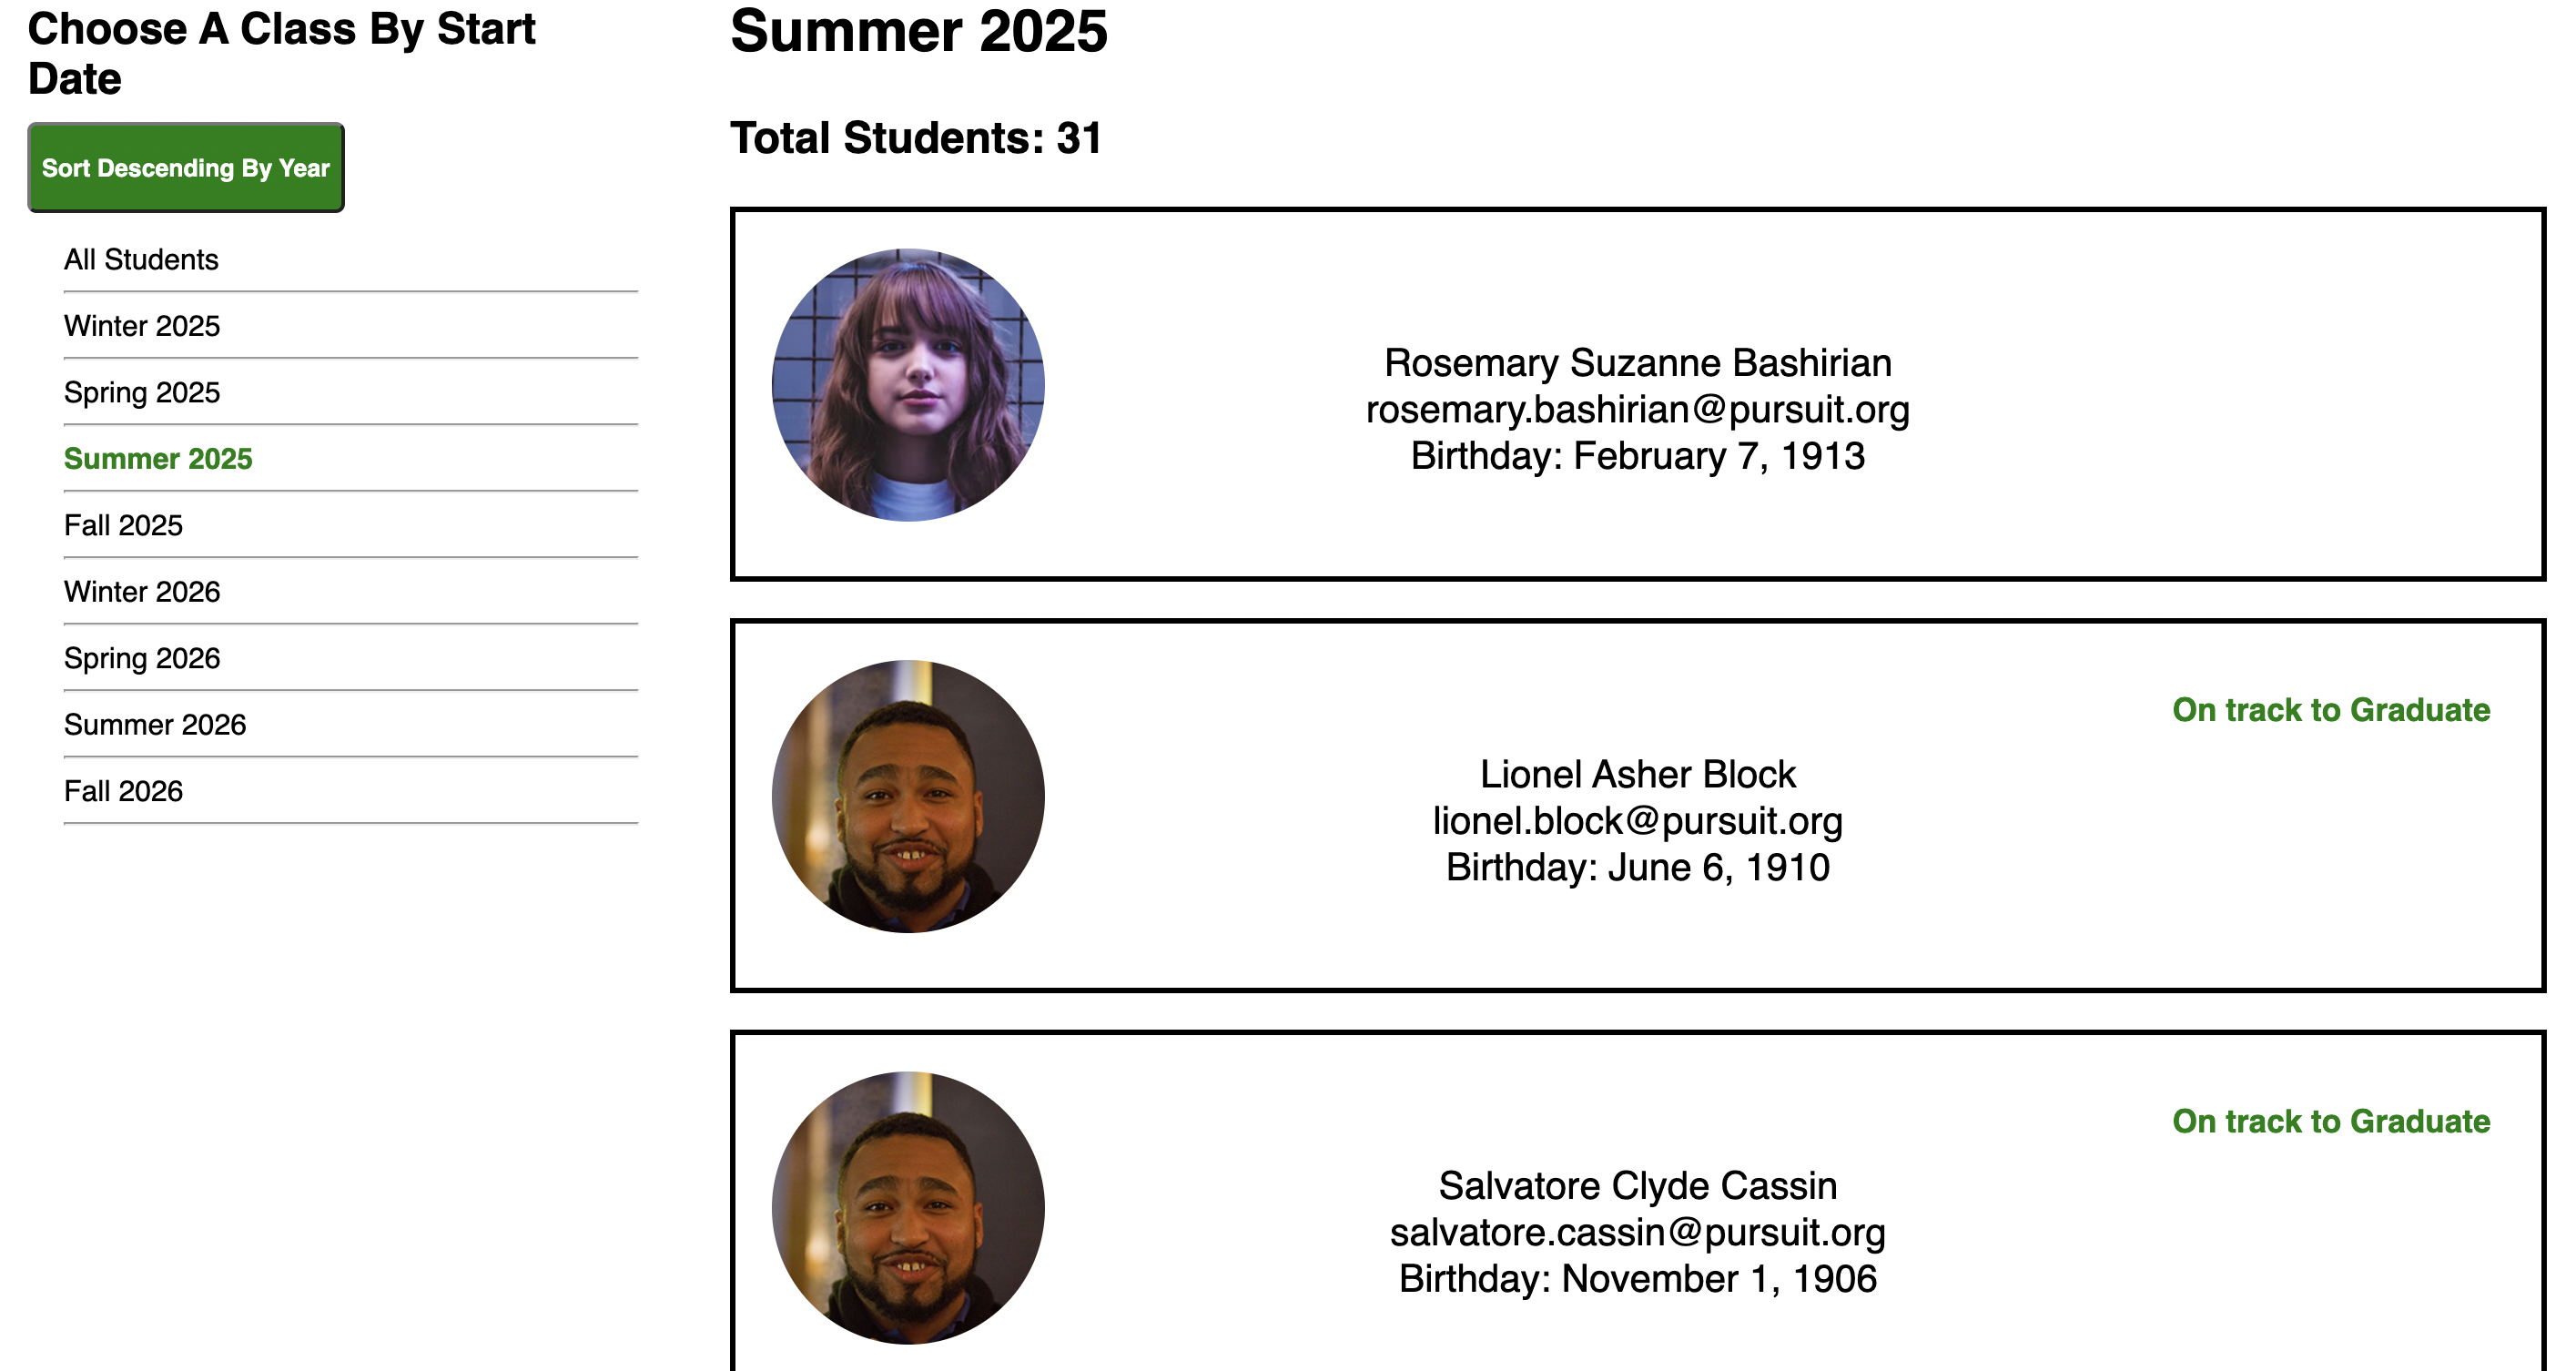 Choose A Class By Start
Date
Sort Descending By Year
All Students
Winter 2025
Spring 2025
Summer 2025
Fall 2025
Winter 2026
Spring 2026
Summer 2026
Fall 2026
Summer 2025
Total Students: 31
Rosemary Suzanne Bashirian
rosemary.bashirian@pursuit.org
Birthday: February 7, 1913
On track to Graduate
Lionel Asher Block
lionel.block@pursuit.org
Birthday: June 6, 1910
On track to Graduate
Salvatore Clyde Cassin
salvatore.cassin@pursuit.org
Birthday: November 1, 1906